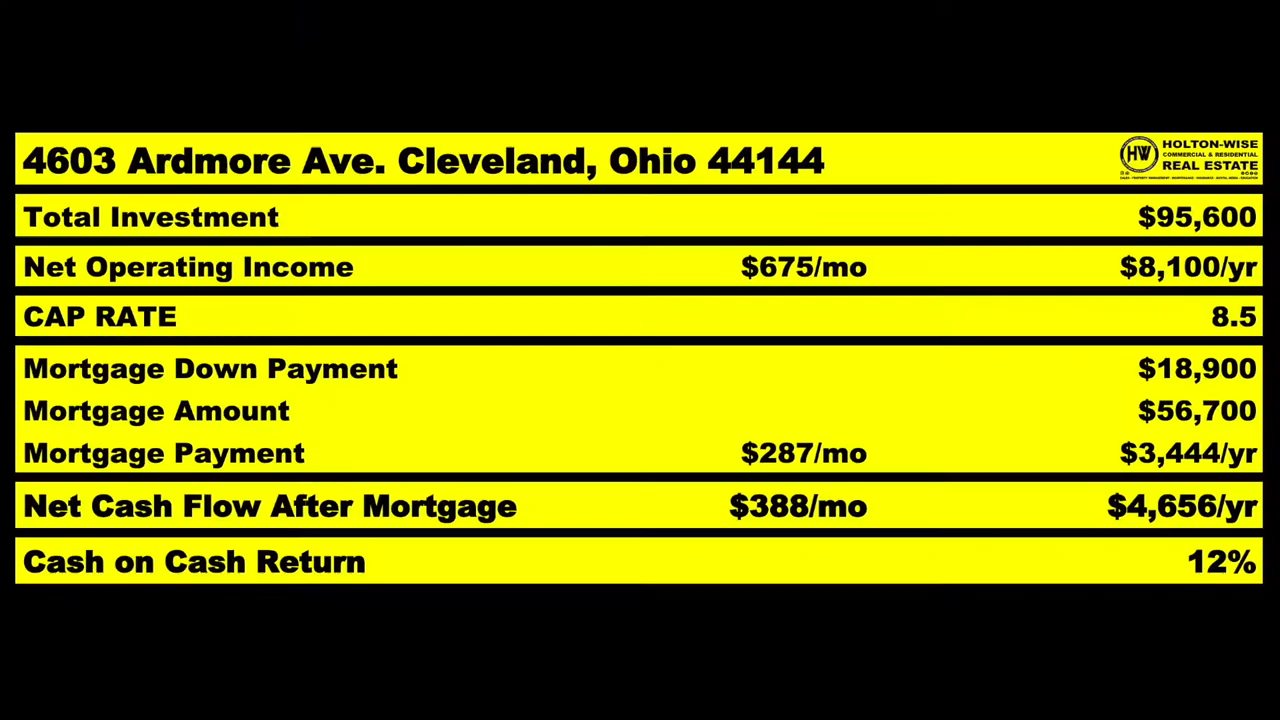 4603 Ardmore Ave. Cleveland, Ohio 44144
HW
HOLTON-WISE
COMMERCIAL & RESIDENTIAL
REAL ESTATE
Total Investment $95,600
Net Operating Income $675/mo $8,100/yr
CAP RATE 8.5
Mortgage Down Payment $18,900
Mortgage Amount $56,700
Mortgage Payment $287/mo $3,444/yr
Net Cash Flow After Mortgage $388/mo $4,656/yr
Cash on Cash Return 12%